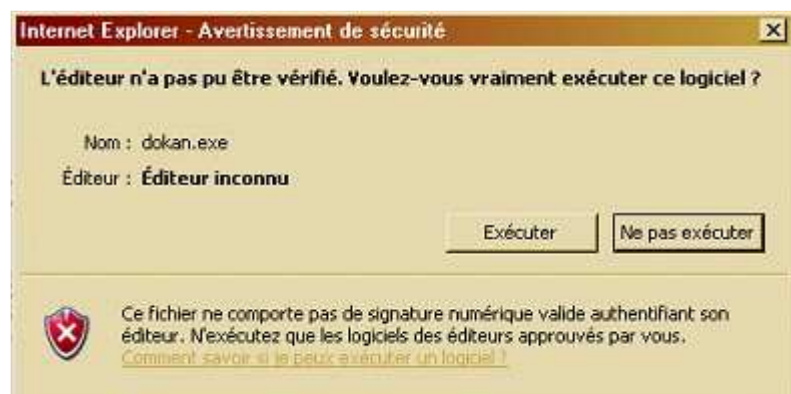 Internet Explorer - Avertissement de sécurité
L'éditeur n'a pas pu être vérifié. Voulez-vous vraiment exécuter ce logiciel ?
Nom : dokan.exe
Éditeur : Éditeur inconnu
Exécuter Ne pas exécuter
Ce fichier ne comporte pas de signature numérique valide authentifiant son
éditeur. N'exécutez que les logiciels des éditeurs approuvés par vous.
Comment savoir si je peux exécuter un logiciel ?